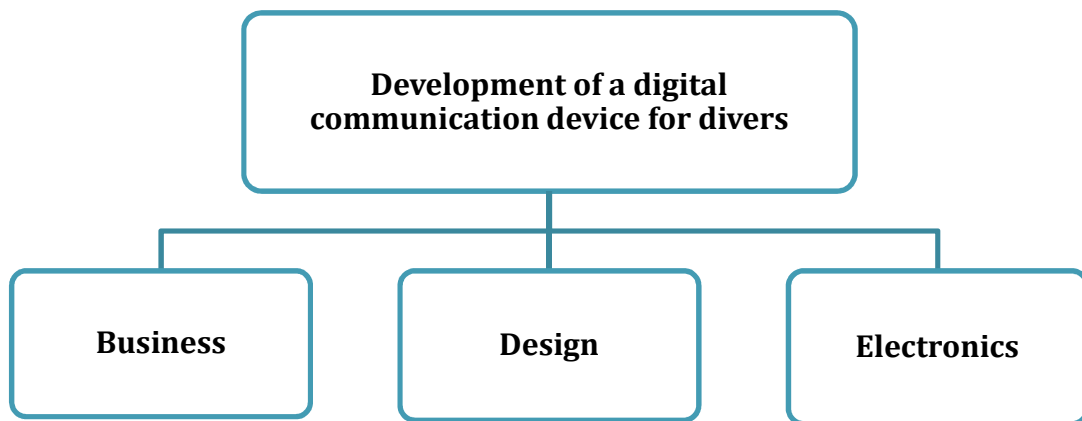 Development of a digital
communication device for divers
Business
Design
Electronics